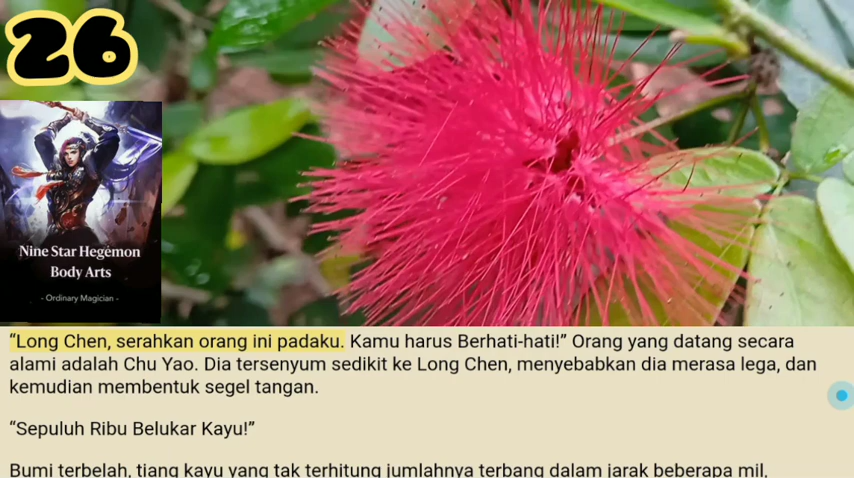 26
Nine Star Hegemon
Body Arts
- Ordinary Magician -
“Long Chen, serahkan orang ini padaku. Kamu harus Berhati-hati!” Orang yang datang secara
alami adalah Chu Yao. Dia tersenyum sedikit ke Long Chen, menyebabkan dia merasa lega, dan
kemudian membentuk segel tangan.
“Sepuluh Ribu Belukar Kayu!”
Bumi terbelah, tiang kayu yang tak terhitung jumlahnya terbang dalam jarak beberapa mil,